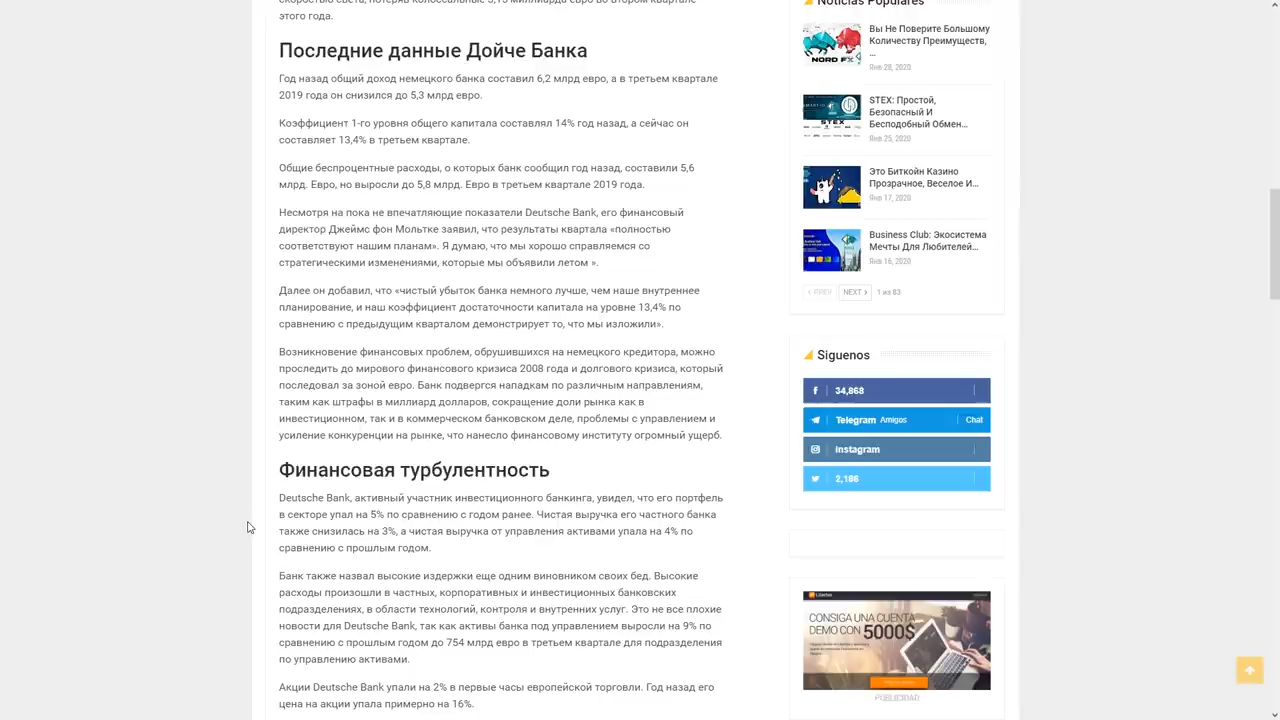 этого года.
Последние данные Дойче Банка
Год назад общий доход немецкого банка составил 6,2 млрд евро, а в третьем квартале
2019 года он снизился до 5,3 млрд евро.
Коэффициент 1-го уровня общего капитала составлял 14% год назад, а сейчас он
составляет 13,4% в третьем квартале.
Общие беспроцентные расходы, о которых банк сообщил год назад, составили 5,6
млрд. Евро, но выросли до 5,8 млрд. Евро в третьем квартале 2019 года.
Несмотря на пока не впечатляющие показатели Deutsche Bank, его финансовый
директор Джеймс фон Мольтке заявил, что результаты квартала «полностью
соответствуют нашим планам». Я думаю, что мы хорошо справляемся со
стратегическими изменениями, которые мы объявили летом ».
Далее он добавил, что «чистый убыток банка немного лучше, чем наше внутреннее
планирование, и наш коэффициент достаточности капитала на уровне 13,4% по
сравнению с предыдущим кварталом демонстрирует то, что мы изложили».
Возникновение финансовых проблем, обрушившихся на немецкого кредитора, можно
проследить до мирового финансового кризиса 2008 года и долгового кризиса, который
последовал за зоной евро. Банк подвергся нападкам по различным направлениям,
таким как штрафы в миллиард долларов, сокращение доли рынка как в
инвестиционном, так и в коммерческом банковском деле, проблемы с управлением и
усиление конкуренции на рынке, что нанесло финансовому институту огромный ущерб.
Финансовая турбулентность
Deutsche Bank, активный участник инвестиционного банкинга, увидел, что его портфель
в секторе упал на 5% по сравнению с годом ранее. Чистая выручка его частного банка
также снизилась на 3%, а чистая выручка от управления активами упала на 4% по
сравнению с прошлым годом.
Банк также назвал высокие издержки еще одним виновником своих бед. Высокие
расходы произошли в частных, корпоративных и инвестиционных банковских
подразделениях, в области технологий, контроля и внутренних услуг. Это не все плохие
новости для Deutsche Bank, так как активы банка под управлением выросли на 9% по
сравнению с прошлым годом до 754 млрд евро в третьем квартале для подразделения
по управлению активами.
Акции Deutsche Bank упали на 2% в первые часы европейской торговли. Год назад его
цена на акции упала примерно на 16%.
Noticias Populares
Вы Не Поверите Большому
Количеству Преимуществ,
…
Янв 28, 2020
NORD FX
STEX: Простой,
Безопасный И
Бесподобный Обмен…
Янв 25, 2020
STEX
Это Биткойн Казино
Прозрачное, Веселое И…
Янв 17, 2020
Business Club: Экосистема
Мечты Для Любителей…
Янв 16, 2020
PREV NEXT 1 из 83
Siguenos
34,868
Telegram Amigos Chat
Instagram
2,186
Libertex
CONSIGA UNA CUENTA
DEMO CON 5000$
PUBLICIDAD